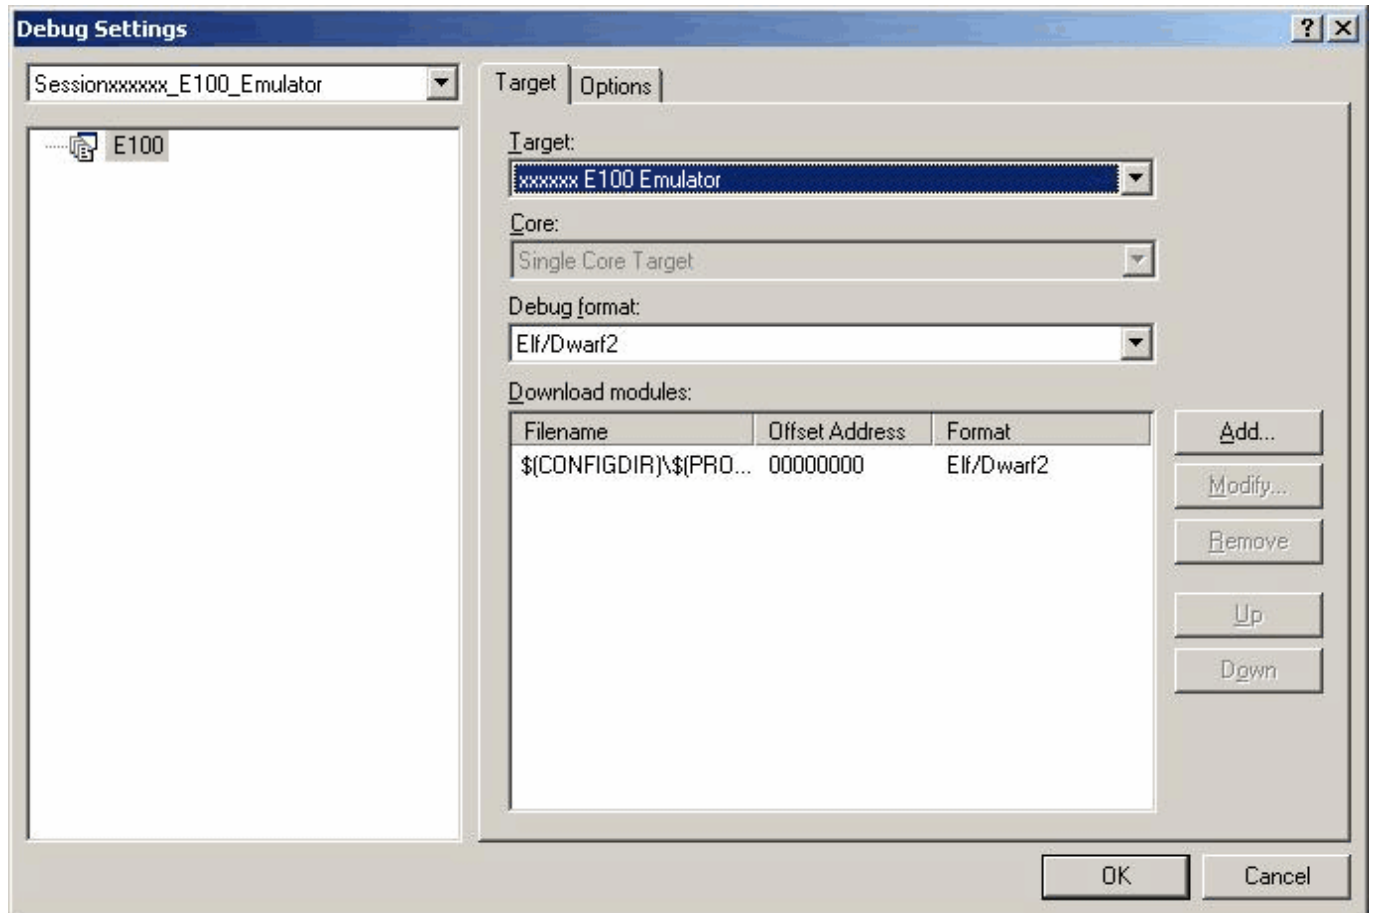 Debug Settings
Sessionxxxxxx_E100_Emulator
E100
Target
Options
Target:
xxxxxx E100 Emulator
Core:
Single Core Target
Debug format:
Elf/Dwarf2
Download modules:
Filename Offset Address Format
$(CONFIGDIR)\$(PRO... 00000000 Elf/Dwarf2
Add...
Modify...
Remove
Up
Down
OK
Cancel